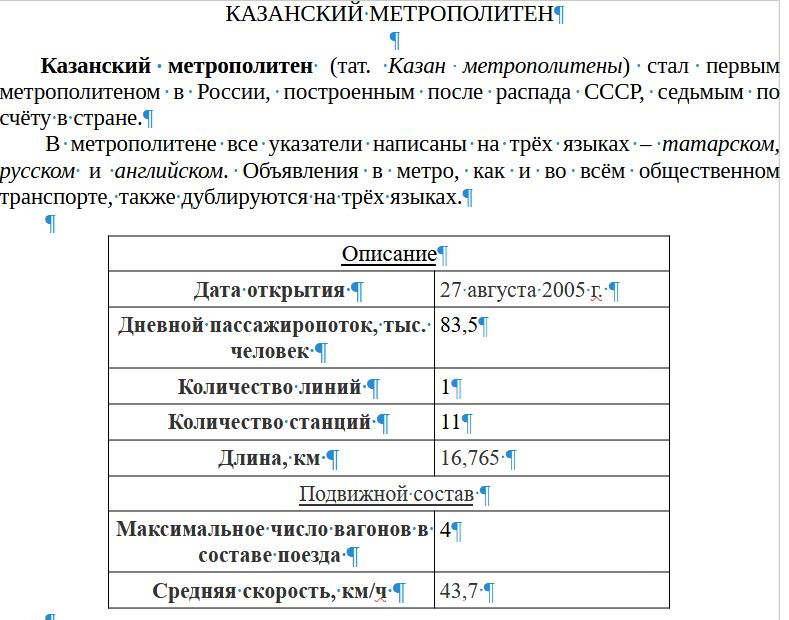 КАЗАНСКИЙ МЕТРОПОЛИТЕН¶
¶
Казанский метрополитен (тат. Казан метрополитены) стал первым
метрополитеном в России, построенным после распада СССР, седьмым по
счёту в стране.¶
В метрополитене все указатели написаны на трёх языках – татарском,
русском и английском. Объявления в метро, как и во всём общественном
транспорте, также дублируются на трёх языках.¶
¶
Описание¶
Дата открытия ¶ 27 августа 2005 г. ¶
Дневной пассажиропоток, тыс. 83,5¶
человек ¶
Количество линий ¶ 1¶
Количество станций ¶ 11¶
Длина, км ¶ 16,765 ¶
Подвижной состав ¶
Максимальное число вагонов в 4¶
составе поезда ¶
Средняя скорость, км/ч ¶ 43,7 ¶
¶